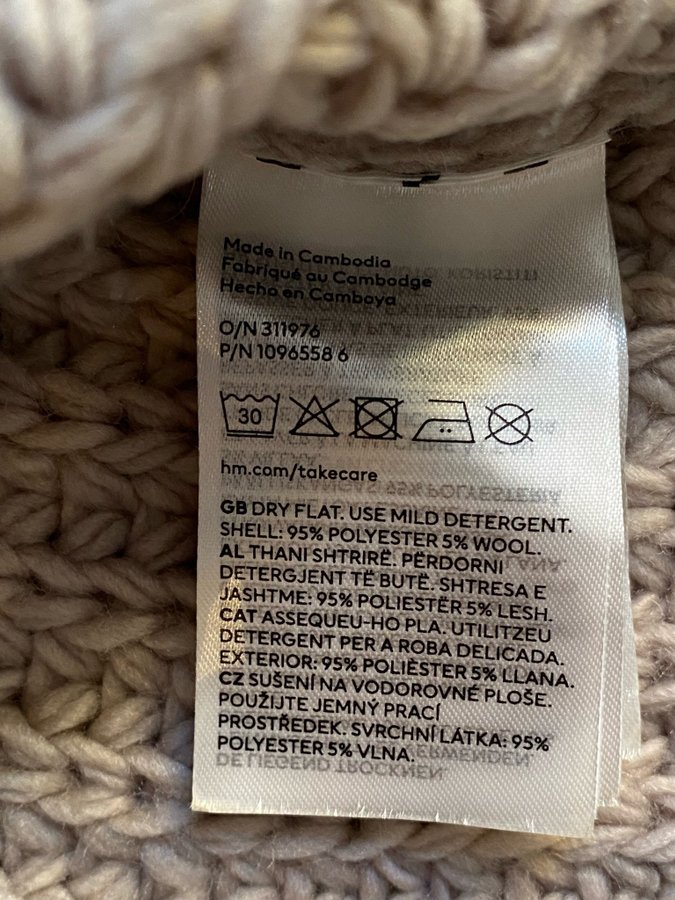 Made in Cambodia
Fabriqué au Cambodge
Hecho en Camboya
O/N 311976
P/N 1096558 6
30
hm.com/takecare
GB DRY FLAT. USE MILD DETERGENT.
SHELL: 95% POLYESTER 5% WOOL.
AL THANI SHTRIRË. PËRDORNI
DETERGJENT TË BUTË. SHTRESA E
JASHTME: 95% POLIESTËR 5% LESH.
CAT ASSEQUEU-HO PLA. UTILITZEU
DETERGENT PER A ROBA DELICADA.
EXTERIOR: 95% POLIÈSTER 5% LLANA.
CZ SUŠENÍ NA VODOROVNÉ PLOŠE.
POUŽIJTE JEMNÝ PRACÍ
PROSTŘEDEK. SVRCHNÍ LÁTKA: 95%
POLYESTER 5% VLNA.